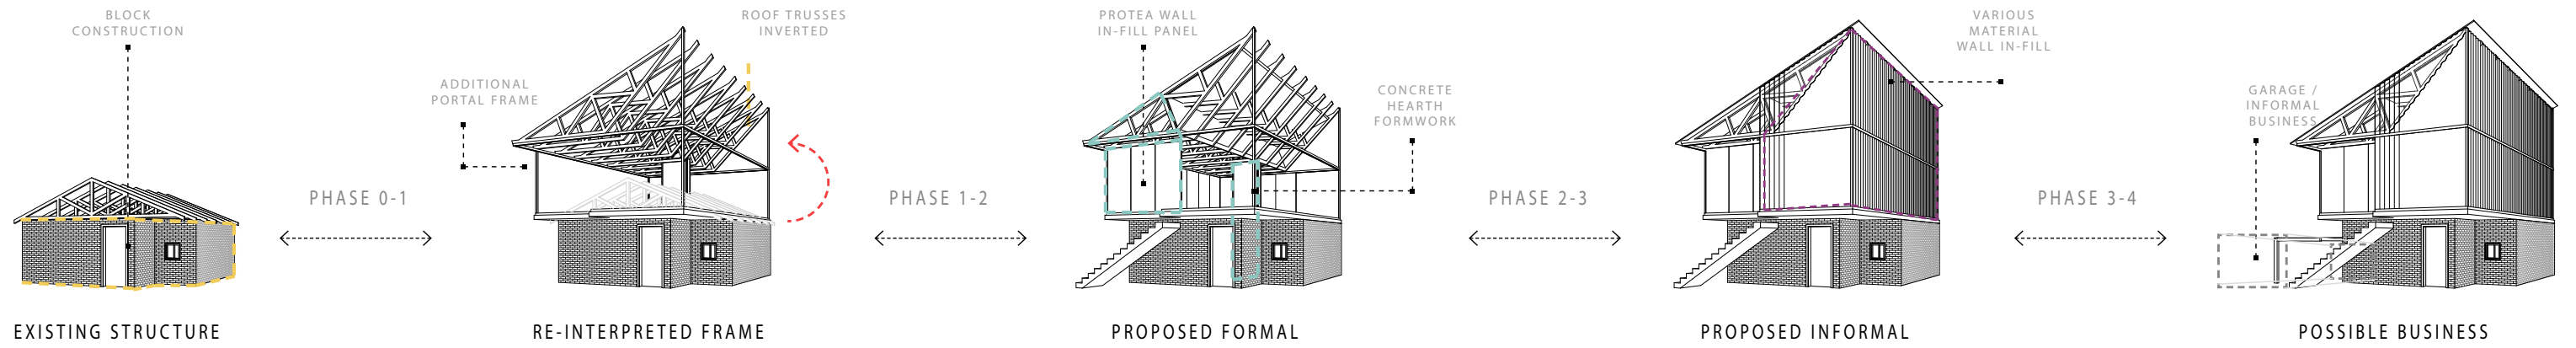 BLOCK
CONSTRUCTION
ROOF TRUSSES
INVERTED
ADDITIONAL
PORTAL FRAME
PROTEA WALL
IN-FILL PANEL
CONCRETE
HEARTH
FORMWORK
VARIOUS
MATERIAL
WALL IN-FILL
GARAGE /
INFORMAL
BUSINESS
PHASE 0-1
PHASE 1-2
PHASE 2-3
PHASE 3-4
EXISTING STRUCTURE
RE-INTERPRETED FRAME
PROPOSED FORMAL
PROPOSED INFORMAL
POSSIBLE BUSINESS